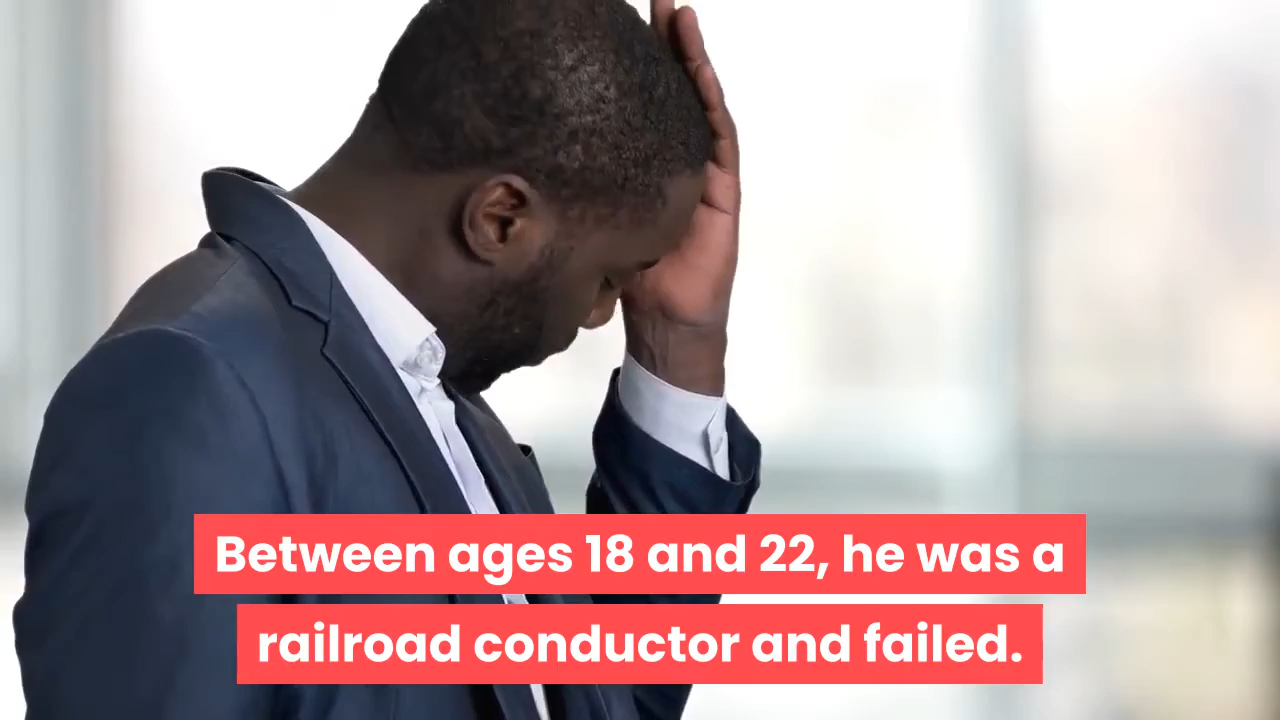 Between ages 18 and 22, he was a
railroad conductor and failed.